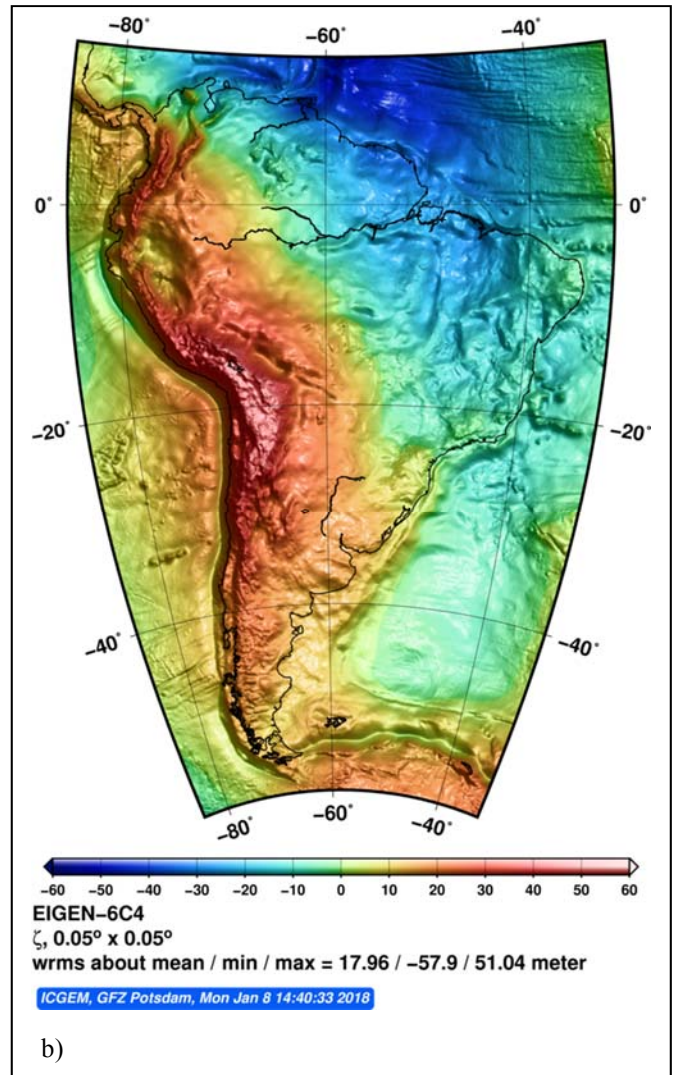 −80° −60° −40°
0° 0°
−20° −20°
−40° −40°
−80° −60° −40°
−60 −50 −40 −30 −20 −10 0 10 20 30 40 50 60
EIGEN−6C4
ζ, 0.05º x 0.05º
wrms about mean / min / max = 17.96 / −57.9 / 51.04 meter
ICGEM, GFZ Potsdam, Mon Jan 8 14:40:33 2018
b)